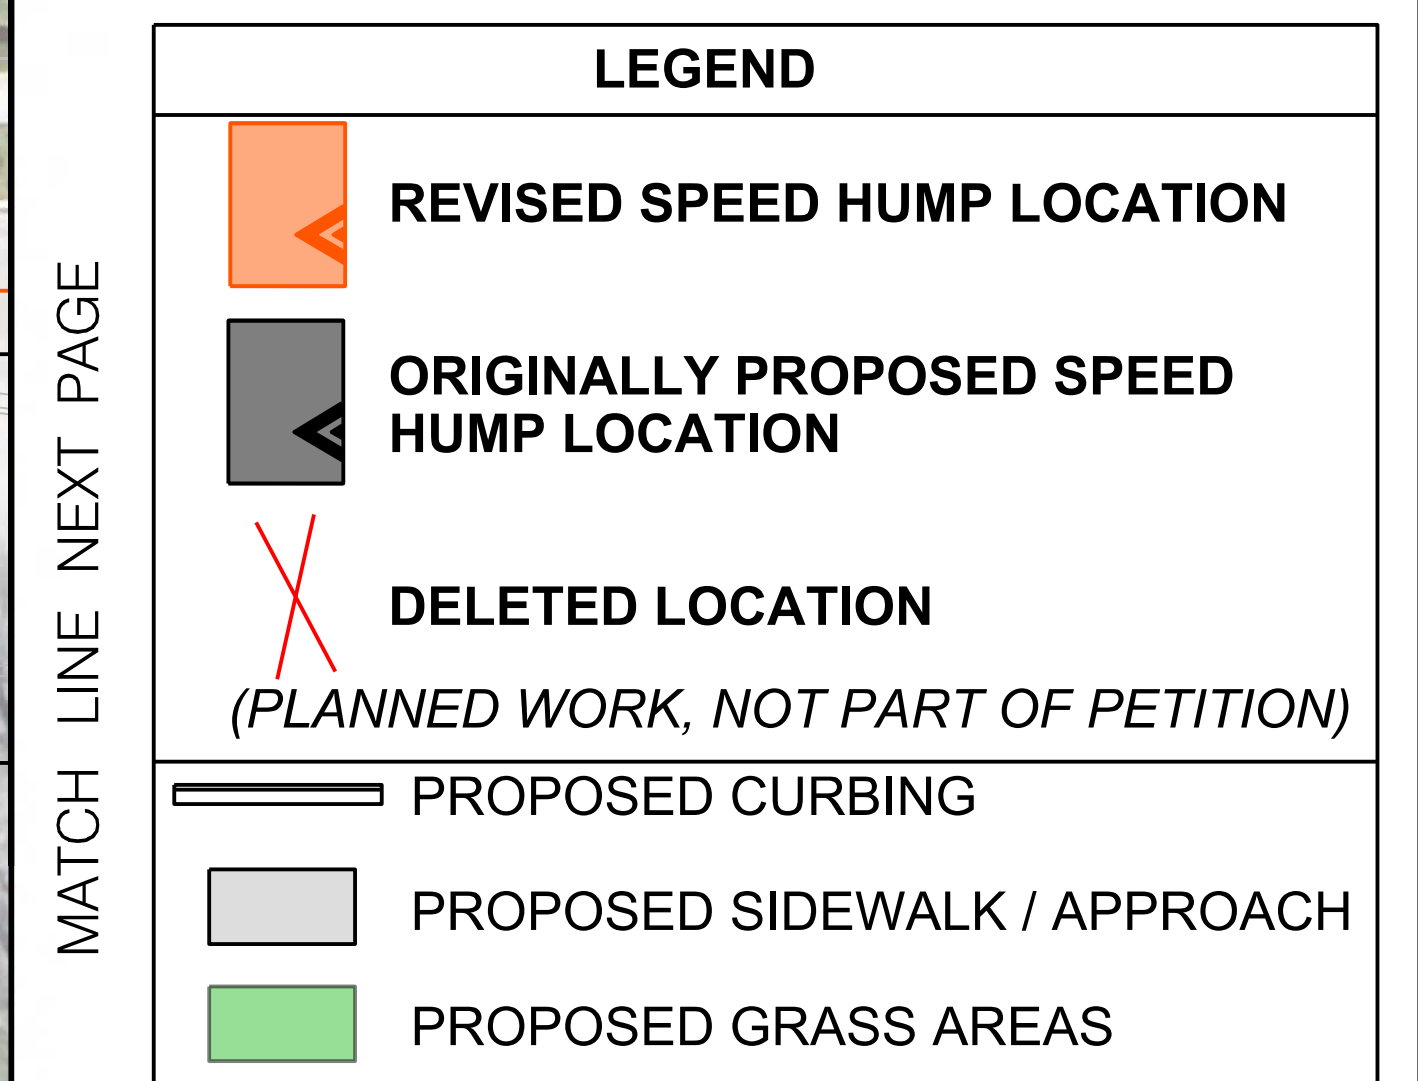 MATCH LINE NEXT PAGE
LEGEND
REVISED SPEED HUMP LOCATION
ORIGINALLY PROPOSED SPEED
HUMP LOCATION
DELETED LOCATION
(PLANNED WORK, NOT PART OF PETITION)
PROPOSED CURBING
PROPOSED SIDEWALK / APPROACH
PROPOSED GRASS AREAS